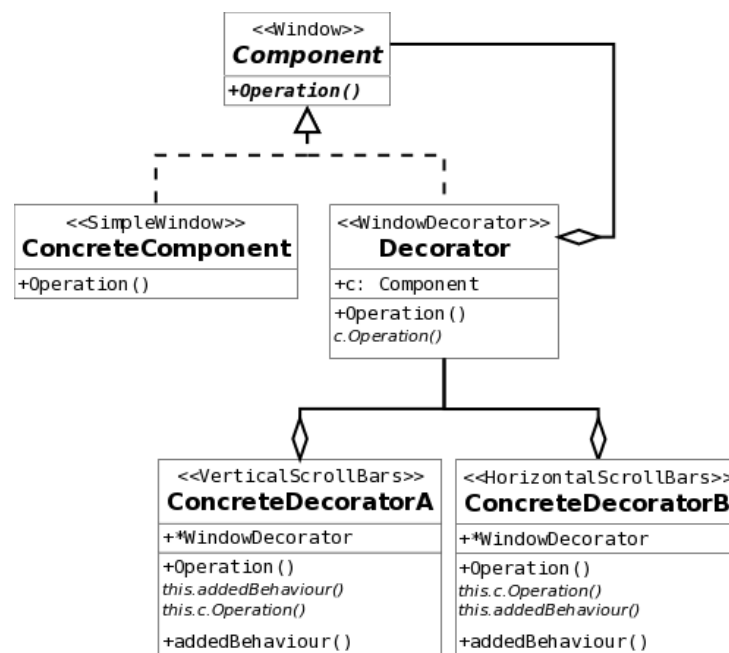 <<Window>>
Component
+Operation()
<<SimpleWindow>>
ConcreteComponent
+Operation()
<<WindowDecorator>>
Decorator
+c: Component
+Operation()
c.Operation()
<<VerticalScrollBars>>
ConcreteDecoratorA
+*WindowDecorator
+Operation()
this.addedBehaviour()
this.c.Operation()
+addedBehaviour()
<<HorizontalScrollBars>>
ConcreteDecoratorB
+*WindowDecorator
+Operation()
this.c.Operation()
this.addedBehaviour()
+addedBehaviour()